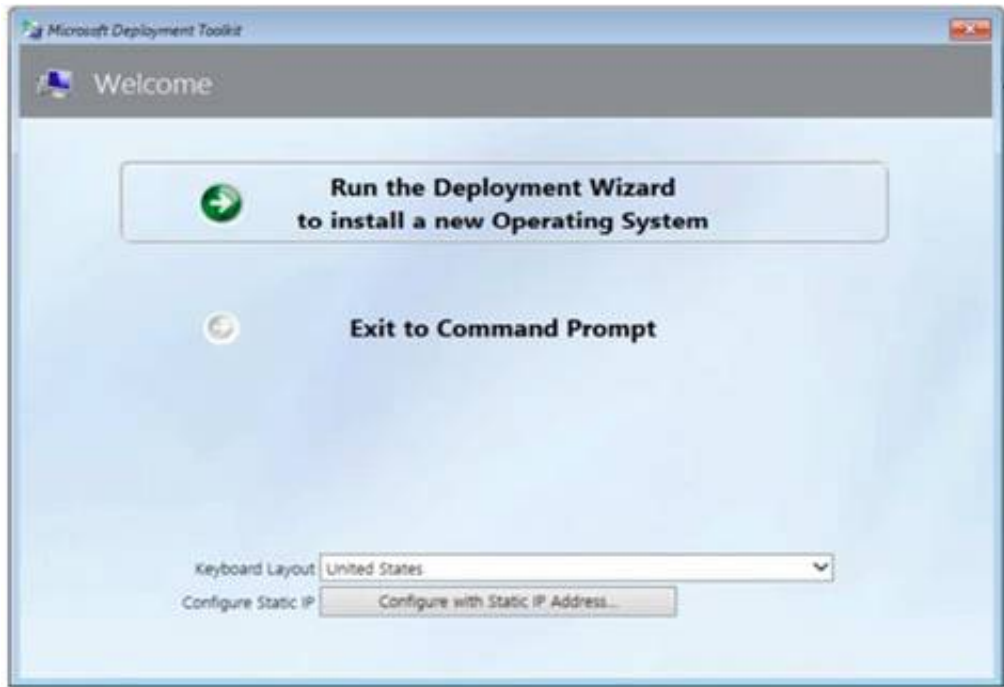 Microsoft Deployment Toolkit
Welcome
Run the Deployment Wizard
to install a new Operating System
Exit to Command Prompt
Keyboard Layout United States
Configure Static IP Configure with Static IP Address...